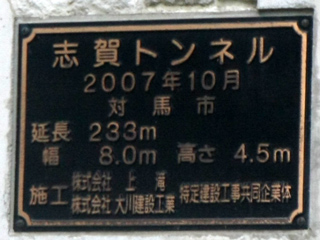 志賀トンネル
2007年10月
対馬市
延長 233m
幅 8.0m 高さ 4.5m
施工 株式会社 上滝
株式会社 大川建設工業 特定建設工事共同企業体